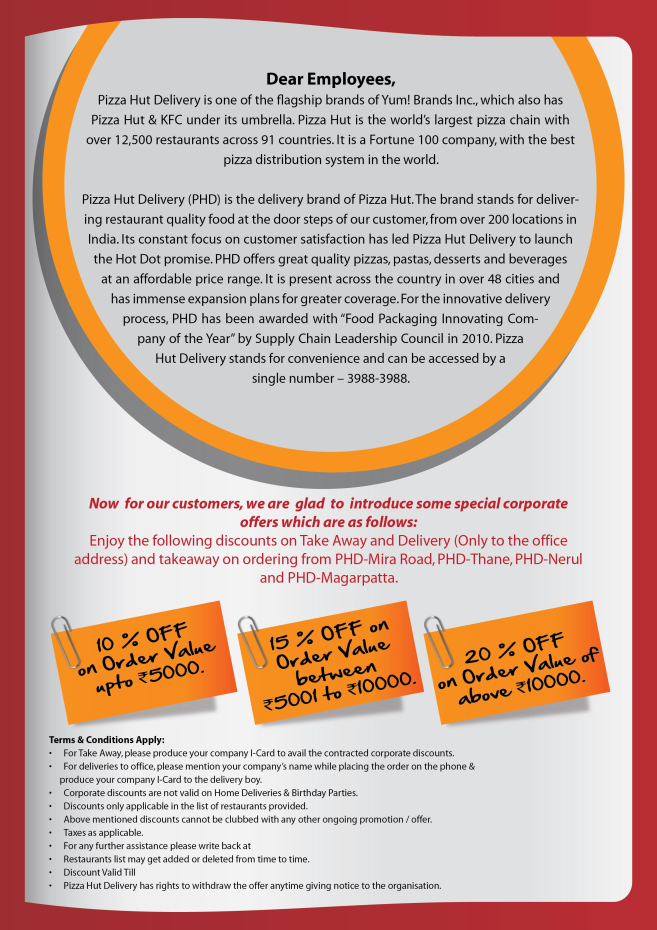 Dear Employees,
Pizza Hut Delivery is one of the flagship brands of Yum! Brands Inc., which also has
Pizza Hut & KFC under its umbrella. Pizza Hut is the world's largest pizza chain with
over 12,500 restaurants across 91 countries. It is a Fortune 100 company, with the best
pizza distribution system in the world.
Pizza Hut Delivery (PHD) is the delivery brand of Pizza Hut. The brand stands for deliver-
ing restaurant quality food at the door steps of our customer, from over 200 locations in
India. Its constant focus on customer satisfaction has led Pizza Hut Delivery to launch
the Hot Dot promise. PHD offers great quality pizzas, pastas, desserts and beverages
at an affordable price range. It is present across the country in over 48 cities and
has immense expansion plans for greater coverage. For the innovative delivery
process, PHD has been awarded with “Food Packaging Innovating Com-
pany of the Year” by Supply Chain Leadership Council in 2010. Pizza
Hut Delivery stands for convenience and can be accessed by a
single number – 3988-3988.
Now for our customers, we are glad to introduce some special corporate
offers which are as follows:
Enjoy the following discounts on Take Away and Delivery (Only to the office
address) and takeaway on ordering from PHD-Mira Road, PHD-Thane, PHD-Nerul
and PHD-Magarpatta.
10 % OFF
on Order Value
upto ₹5000.
15 % OFF on
Order Value
between
₹5001 to ₹10000.
20 % OFF
on Order Value of
above ₹10000.
Terms & Conditions Apply:
• For Take Away, please produce your company I-Card to avail the contracted corporate discounts.
• For deliveries to office, please mention your company's name while placing the order on the phone &
produce your company I-Card to the delivery boy.
• Corporate discounts are not valid on Home Deliveries & Birthday Parties.
• Discounts only applicable in the list of restaurants provided.
• Above mentioned discounts cannot be clubbed with any other ongoing promotion / offer.
• Taxes as applicable.
• For any further assistance please write back at
• Restaurants list may get added or deleted from time to time.
• Discount Valid Till
• Pizza Hut Delivery has rights to withdraw the offer anytime giving notice to the organisation.